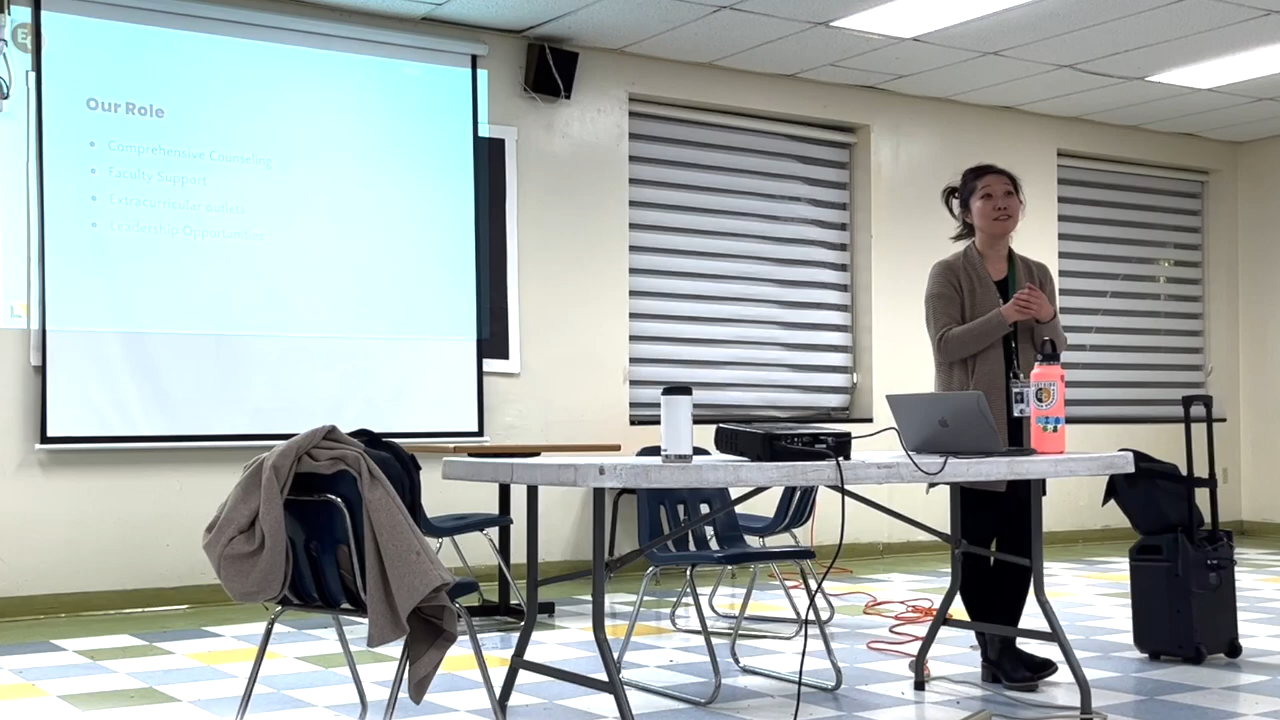 Our Role
Comprehensive Counseling
Faculty Support
Extracurricular outlets
Leadership Opportunities